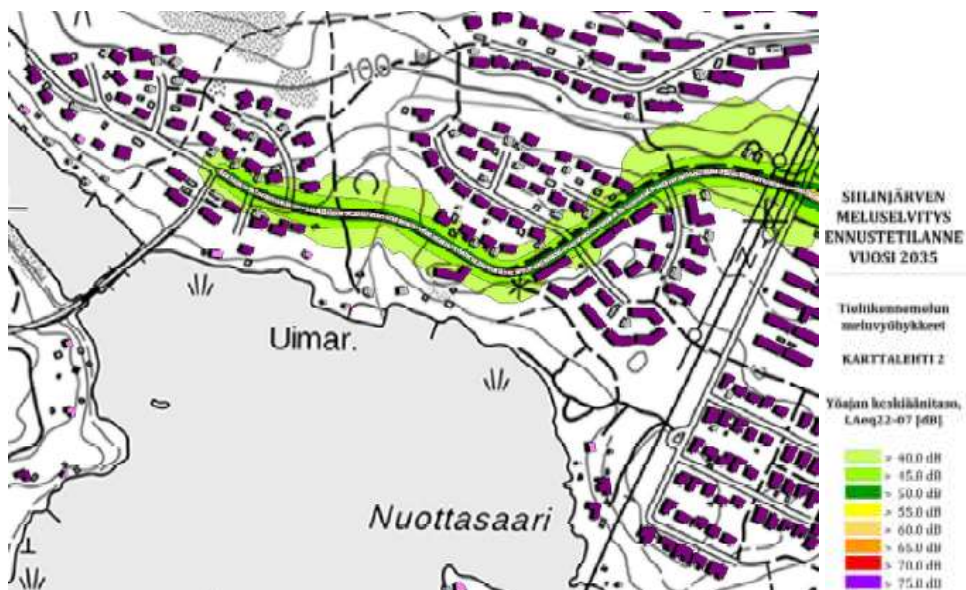 100
Uimar.
Nuottasaari
SIILINJÄRVEN
MELUSELVITYS
ENNUSTETILANNE
VUOSI 2035
Tieliikennemelun
meluvyöhykkeet
KARTTALEHTI 2
Yöajan keskiäänitaso,
LAeq22-07 [dB]
> 40.0 dB
> 45.0 dB
> 50.0 dB
> 55.0 dB
> 60.0 dB
> 65.0 dB
> 70.0 dB
> 75.0 dB